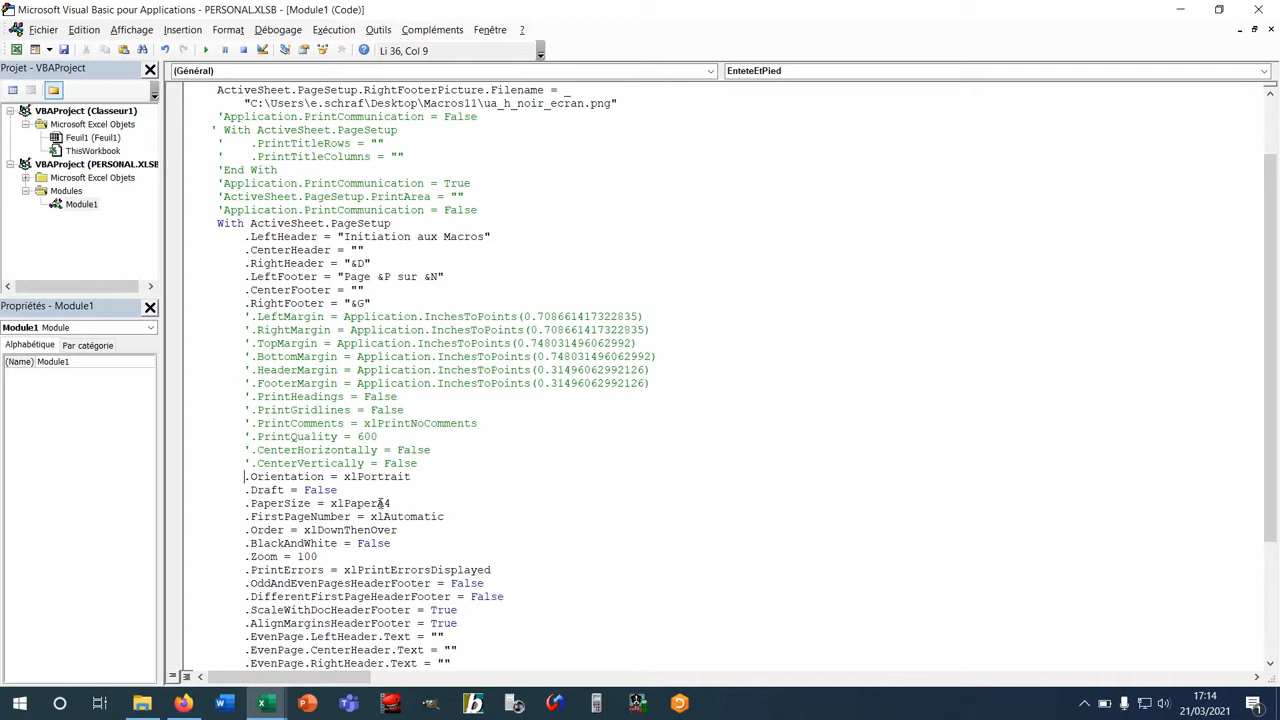 Microsoft Visual Basic pour Applications - PERSONAL.XLSB - [Module1 (Code)]
Fichier Edition Affichage Insertion Format Débogage Exécution Outils Compléments Fenêtre ?
Li 36, Col 9
Projet - VBAProject
(Général)
EnteteEtPied
VBAProject (Classeur1)
Microsoft Excel Objets
Feuil1 (Feuil1)
ThisWorkbook
VBAProject (PERSONAL.XLSB
Microsoft Excel Objets
Modules
Module1
Propriétés - Module1
Module1 Module
Alphabétique Par catégorie
(Name) Module1
ActiveSheet.PageSetup.RightFooterPicture.Filename = _
"C:\Users\e.schraf\Desktop\Macros11\ua_h_noir_ecran.png"
'Application.PrintCommunication = False
' With ActiveSheet.PageSetup
' .PrintTitleRows = ""
' .PrintTitleColumns = ""
'End With
'Application.PrintCommunication = True
'ActiveSheet.PageSetup.PrintArea = ""
'Application.PrintCommunication = False
With ActiveSheet.PageSetup
.LeftHeader = "Initiation aux Macros"
.CenterHeader = ""
.RightHeader = "&D"
.LeftFooter = "Page &P sur &N"
.CenterFooter = ""
.RightFooter = "&G"
'.LeftMargin = Application.InchesToPoints(0.708661417322835)
'.RightMargin = Application.InchesToPoints(0.708661417322835)
'.TopMargin = Application.InchesToPoints(0.748031496062992)
'.BottomMargin = Application.InchesToPoints(0.748031496062992)
'.HeaderMargin = Application.InchesToPoints(0.31496062992126)
'.FooterMargin = Application.InchesToPoints(0.31496062992126)
'.PrintHeadings = False
'.PrintGridlines = False
'.PrintComments = xlPrintNoComments
'.PrintQuality = 600
'.CenterHorizontally = False
'.CenterVertically = False
.Orientation = xlPortrait
.Draft = False
.PaperSize = xlPaperA4
.FirstPageNumber = xlAutomatic
.Order = xlDownThenOver
.BlackAndWhite = False
.Zoom = 100
.PrintErrors = xlPrintErrorsDisplayed
.OddAndEvenPagesHeaderFooter = False
.DifferentFirstPageHeaderFooter = False
.ScaleWithDocHeaderFooter = True
.AlignMarginsHeaderFooter = True
.EvenPage.LeftHeader.Text = ""
.EvenPage.CenterHeader.Text = ""
.EvenPage.RightHeader.Text = ""
17:14
21/03/2021